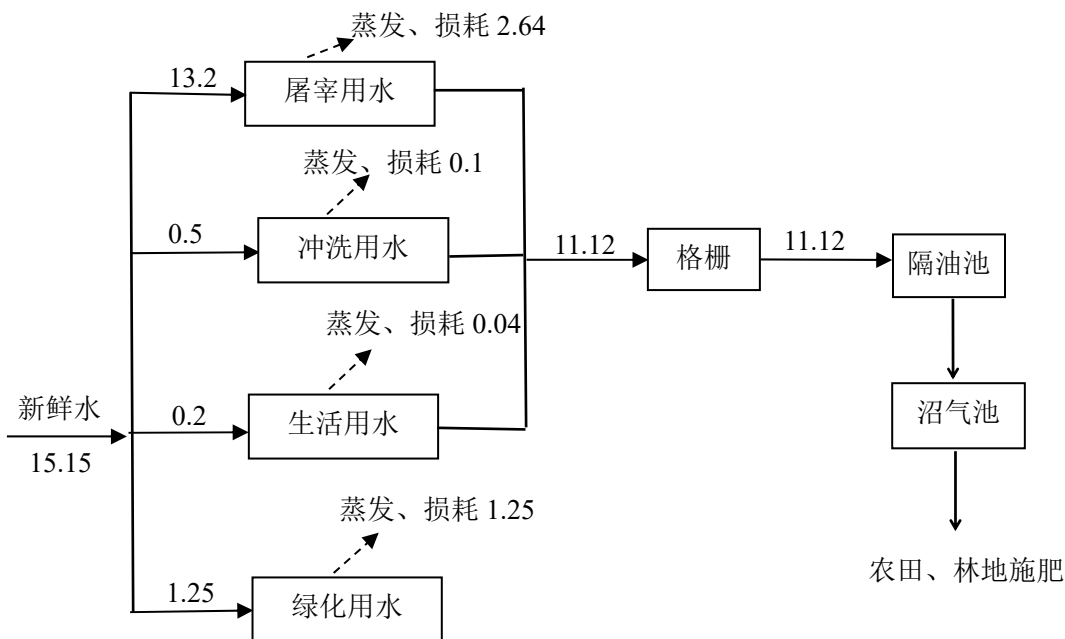 蒸发、损耗 2.64
13.2
屠宰用水
蒸发、损耗 0.1
0.5
冲洗用水
11.12
格栅
11.12
隔油池
蒸发、损耗 0.04
新鲜水
15.15
0.2
生活用水
沼气池
蒸发、损耗 1.25
1.25
绿化用水
农田、林地施肥